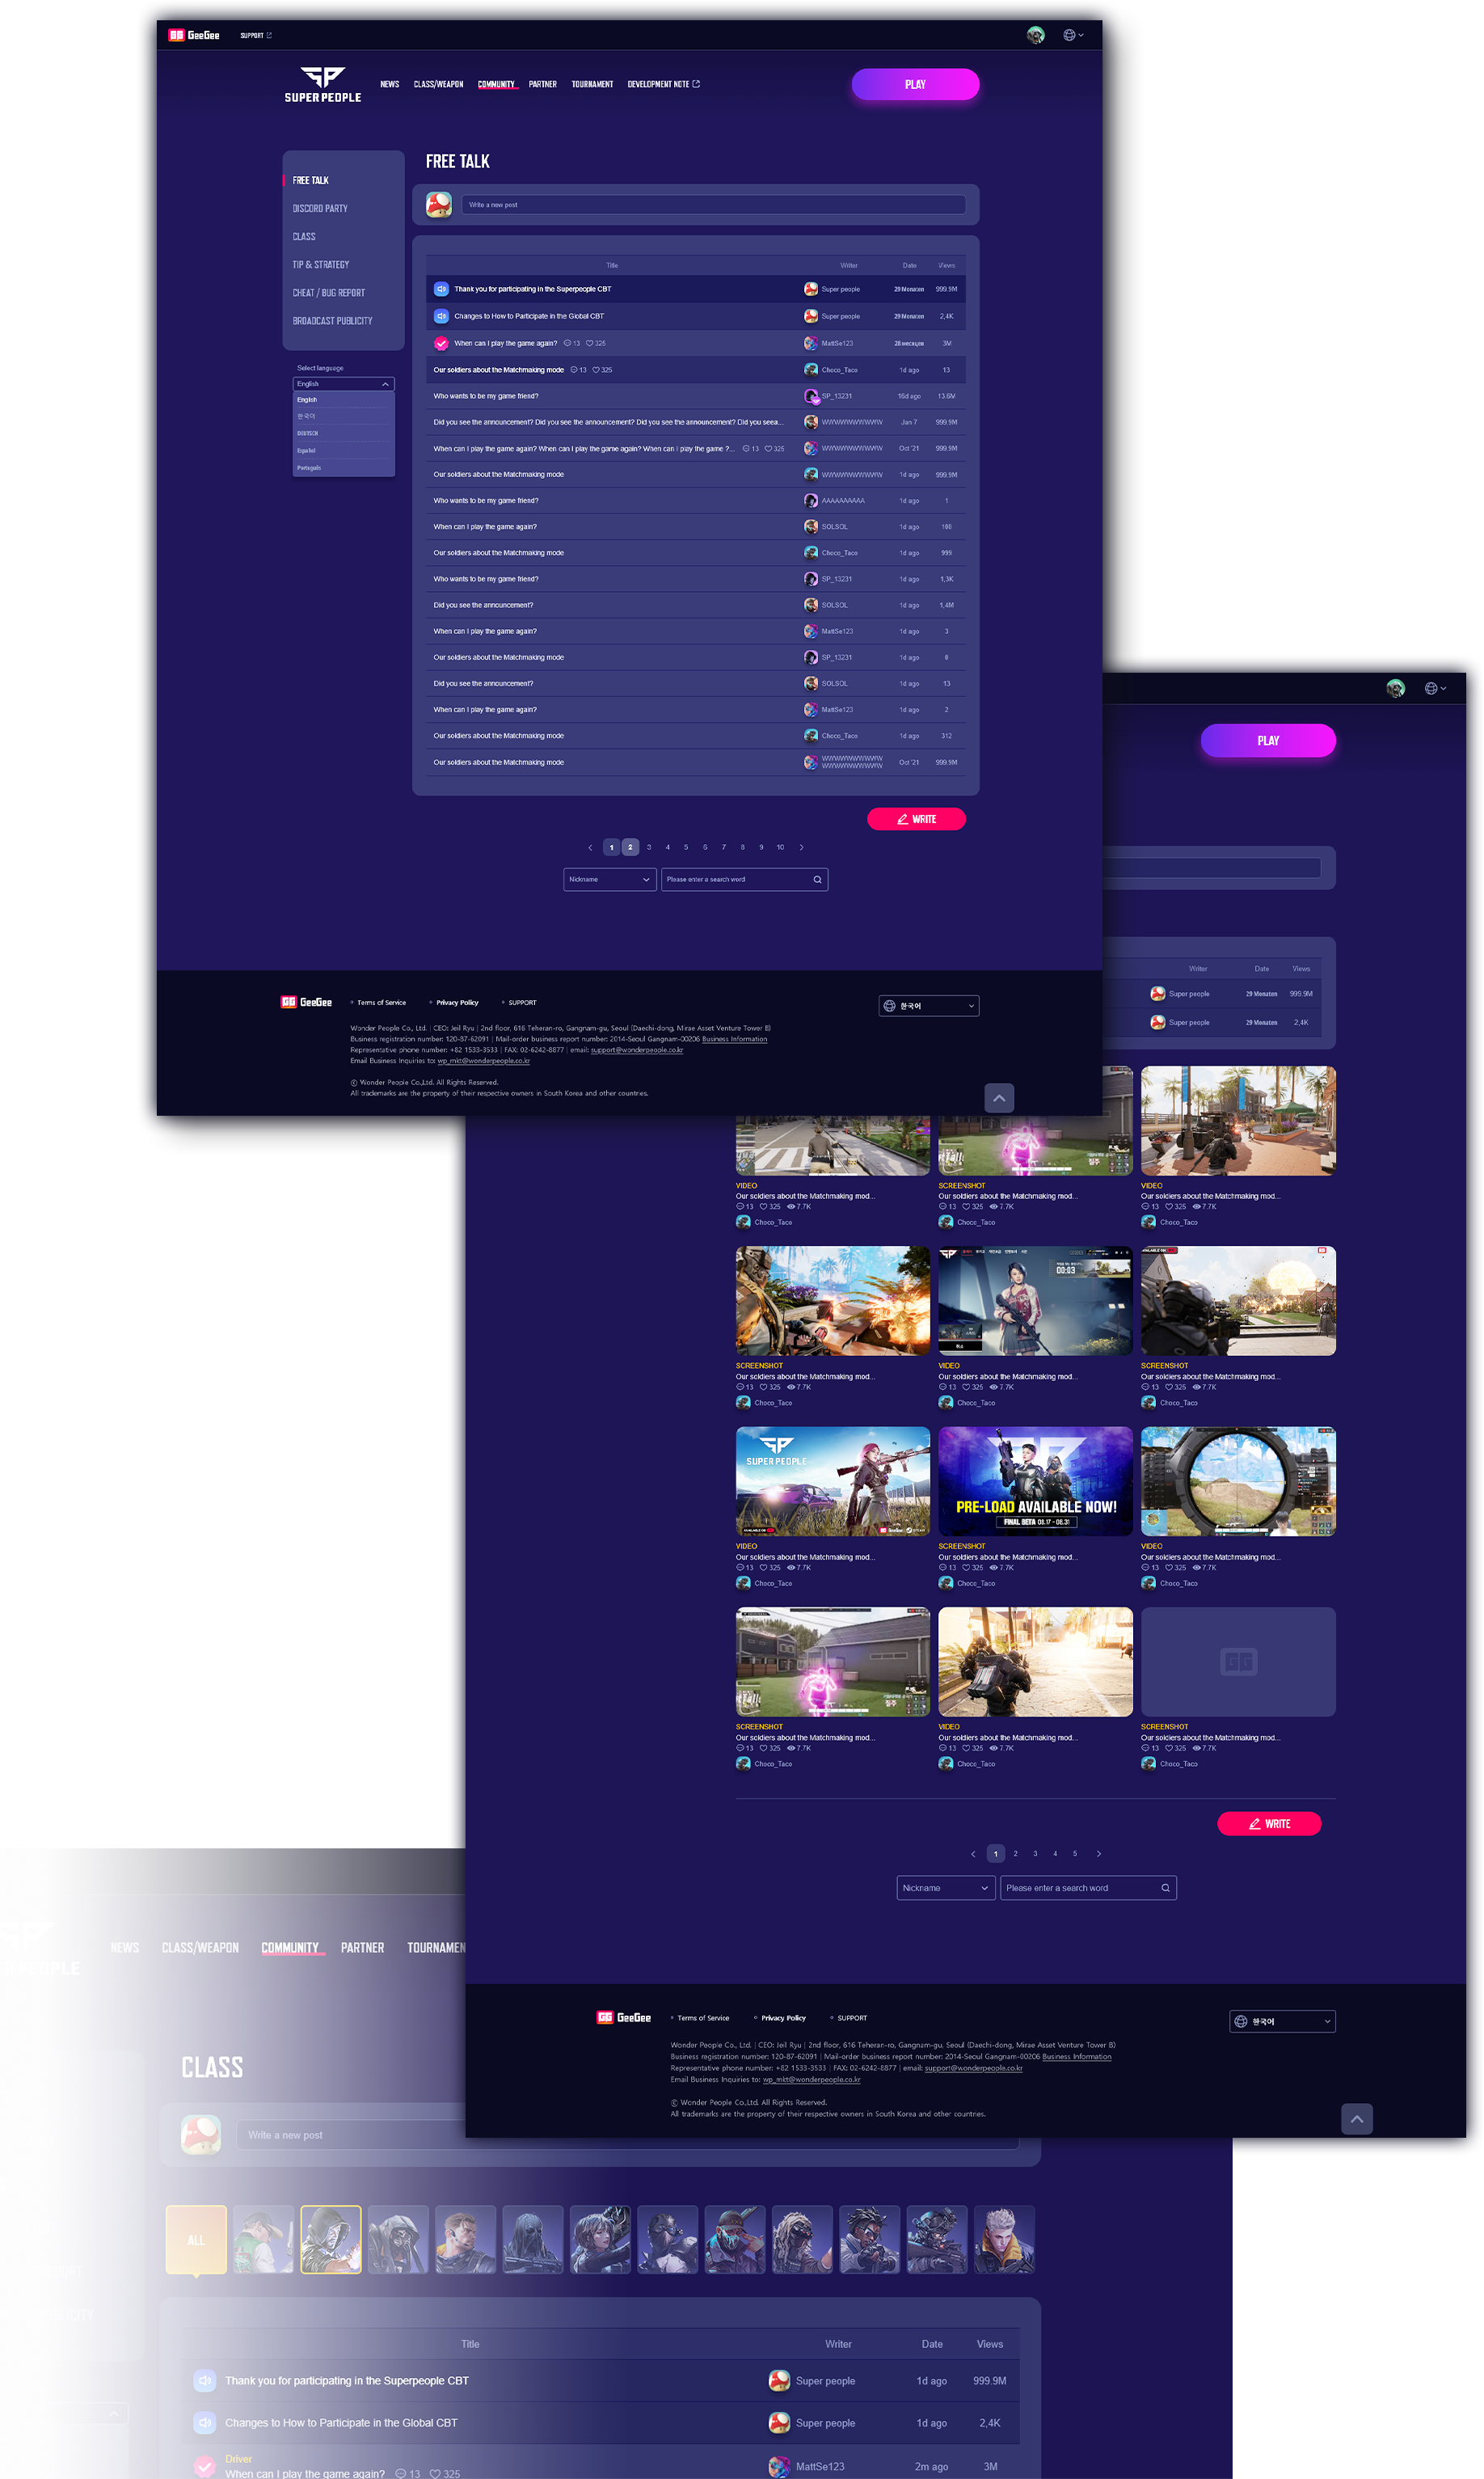 GeeGee SUPPORT
SUPER PEOPLE NEWS CLASS/WEAPON COMMUNITY PARTNER TOURNAMENT DEVELOPMENT NOTE PLAY
FREE TALK
DISCORD PARTY
CLASS
TIP & STRATEGY
CHEAT / BUG REPORT
BROADCAST PUBLICITY
Select language
English
English
한국어
DEUTSCH
Español
Português
FREE TALK
Write a new post
Title Writer Date Views
Thank you for participating in the Superpeople CBT Super people 29 Monaten 999.9M
Changes to How to Participate in the Global CBT Super people 29 Monaten 2,4K
When can I play the game again? 13 325 MattSe123 28 месяцев 3M
Our soldiers about the Matchmaking mode 13 325 Choco_Taco 1d ago 13
Who wants to be my game friend? SP_13231 16d ago 13.6M
Did you see the announcement? Did you see the announcement? Did you see the announcement? Did you seea... Jan 7 999.9M
When can I play the game again? When can I play the game again? When can I play the game ?... 13 325 Oct '21 999.9M
Our soldiers about the Matchmaking mode 1d ago 999.9M
Who wants to be my game friend? AAAAAAAAAA 1d ago 1
When can I play the game again? SOLSOL 1d ago 100
Our soldiers about the Matchmaking mode Choco_Taco 1d ago 999
Who wants to be my game friend? SP_13231 1d ago 1,3K
Did you see the announcement? SOLSOL 1d ago 1,4M
When can I play the game again? MattSe123 1d ago 3
Our soldiers about the Matchmaking mode SP_13231 1d ago 0
Did you see the announcement? SOLSOL 1d ago 13
When can I play the game again? MattSe123 1d ago 2
Our soldiers about the Matchmaking mode Choco_Taco 1d ago 312
Our soldiers about the Matchmaking mode Oct '21 999.9M
WRITE
1 2 3 4 5 6 7 8 9 10
Nickname Please enter a search word
GeeGee Terms of Service Privacy Policy SUPPORT 한국어
Wonder People Co., Ltd. | CEO: Jeil Ryu | 2nd floor, 616 Teheran-ro, Gangnam-gu, Seoul (Daechi-dong, Mirae Asset Venture Tower B)
Business registration number: 120-87-62091 | Mail-order business report number: 2014-Seoul Gangnam-00206 Business Information
Representative phone number: +82 1533-3533 | FAX: 02-6242-8877 | email: support@wonderpeople.co.kr
Email Business Inquiries to: wp_mkt@wonderpeople.co.kr
© Wonder People Co.,Ltd. All Rights Reserved.
All trademarks are the property of their respective owners in South Korea and other countries.
PLAY
Writer Date Views
Super people 29 Monaten 999.9M
Super people 29 Monaten 2,4K
VIDEO SCREENSHOT VIDEO
Our soldiers about the Matchmaking mod... Our soldiers about the Matchmaking mod... Our soldiers about the Matchmaking mod...
13 325 7.7K 13 325 7.7K 13 325 7.7K
Choco_Taco Choco_Taco Choco_Taco
00:03
SCREENSHOT VIDEO SCREENSHOT
Our soldiers about the Matchmaking mod... Our soldiers about the Matchmaking mod... Our soldiers about the Matchmaking mod...
13 325 7.7K 13 325 7.7K 13 325 7.7K
Choco_Taco Choco_Taco Choco_Taco
SUPER PEOPLE
PRE-LOAD AVAILABLE NOW!
FINAL BETA 08.17 - 08.31
VIDEO SCREENSHOT VIDEO
Our soldiers about the Matchmaking mod... Our soldiers about the Matchmaking mod... Our soldiers about the Matchmaking mod...
13 325 7.7K 13 325 7.7K 13 325 7.7K
Choco_Taco Choco_Taco Choco_Taco
GG
SCREENSHOT VIDEO SCREENSHOT
Our soldiers about the Matchmaking mod... Our soldiers about the Matchmaking mod... Our soldiers about the Matchmaking mod...
13 325 7.7K 13 325 7.7K 13 325 7.7K
Choco_Taco Choco_Taco Choco_Taco
WRITE
1 2 3 4 5
Nickname Please enter a search word
GeeGee Terms of Service Privacy Policy SUPPORT 한국어
Wonder People Co., Ltd. | CEO: Jeil Ryu | 2nd floor, 616 Teheran-ro, Gangnam-gu, Seoul (Daechi-dong, Mirae Asset Venture Tower B)
Business registration number: 120-87-62091 | Mail-order business report number: 2014-Seoul Gangnam-00206 Business Information
Representative phone number: +82 1533-3533 | FAX: 02-6242-8877 | email: support@wonderpeople.co.kr
Email Business Inquiries to: wp_mkt@wonderpeople.co.kr
© Wonder People Co.,Ltd. All Rights Reserved.
All trademarks are the property of their respective owners in South Korea and other countries.
NEWS CLASS/WEAPON COMMUNITY PARTNER TOURNAMEN
CLASS
Write a new post
ALL
Title Writer Date Views
Thank you for participating in the Superpeople CBT Super people 1d ago 999.9M
Changes to How to Participate in the Global CBT Super people 1d ago 2,4K
Driver
When can I play the game again? 13 325 MattSe123 2m ago 3M